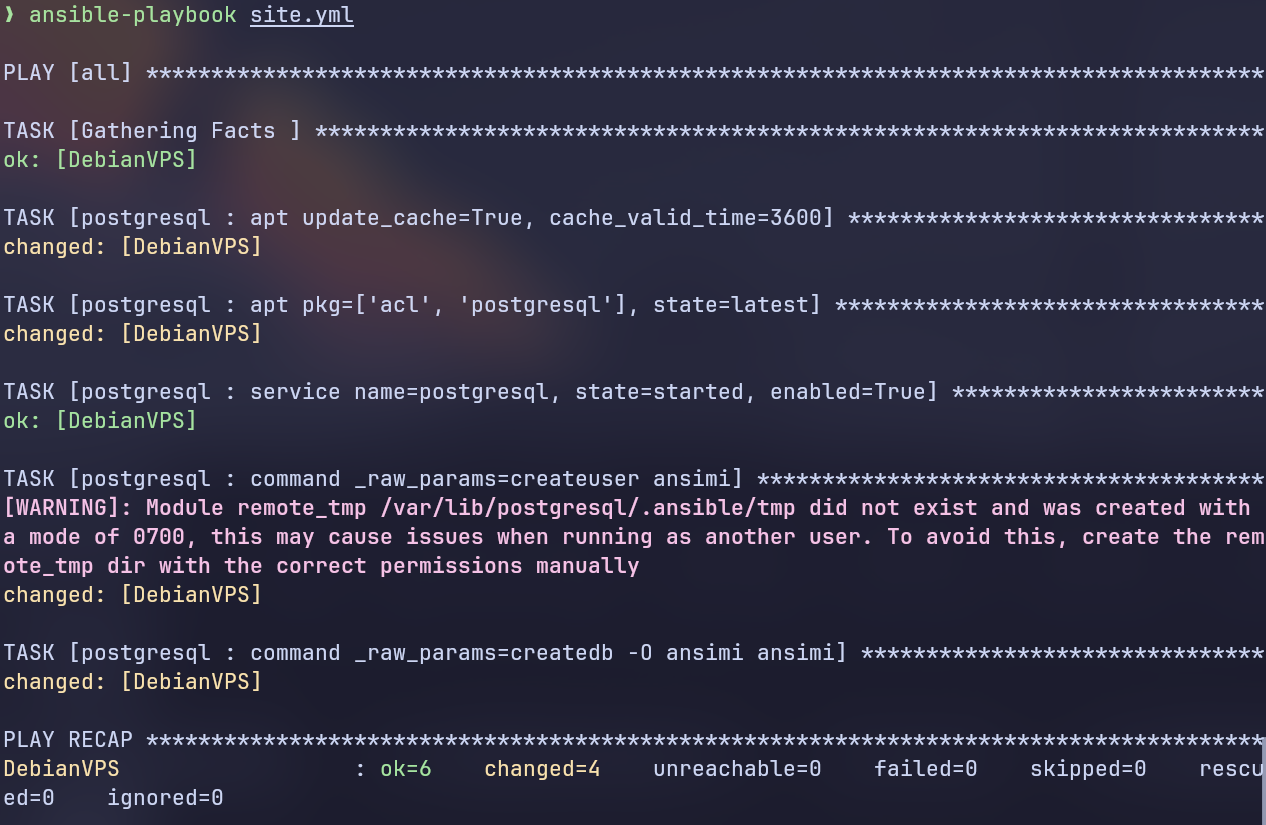 ❯ ansible-playbook site.yml
PLAY [all] **************************************************************************************
TASK [Gathering Facts ] *************************************************************************
ok: [DebianVPS]
TASK [postgresql : apt update_cache=True, cache_valid_time=3600] ********************************
changed: [DebianVPS]
TASK [postgresql : apt pkg=['acl', 'postgresql'], state=latest] *********************************
changed: [DebianVPS]
TASK [postgresql : service name=postgresql, state=started, enabled=True] ************************
ok: [DebianVPS]
TASK [postgresql : command _raw_params=createuser ansimi] ***************************************
[WARNING]: Module remote_tmp /var/lib/postgresql/.ansible/tmp did not exist and was created with
a mode of 0700, this may cause issues when running as another user. To avoid this, create the rem
ote_tmp dir with the correct permissions manually
changed: [DebianVPS]
TASK [postgresql : command _raw_params=createdb -O ansimi ansimi] *******************************
changed: [DebianVPS]
PLAY RECAP **************************************************************************************
DebianVPS                  : ok=6    changed=4    unreachable=0    failed=0    skipped=0    rescu
ed=0    ignored=0